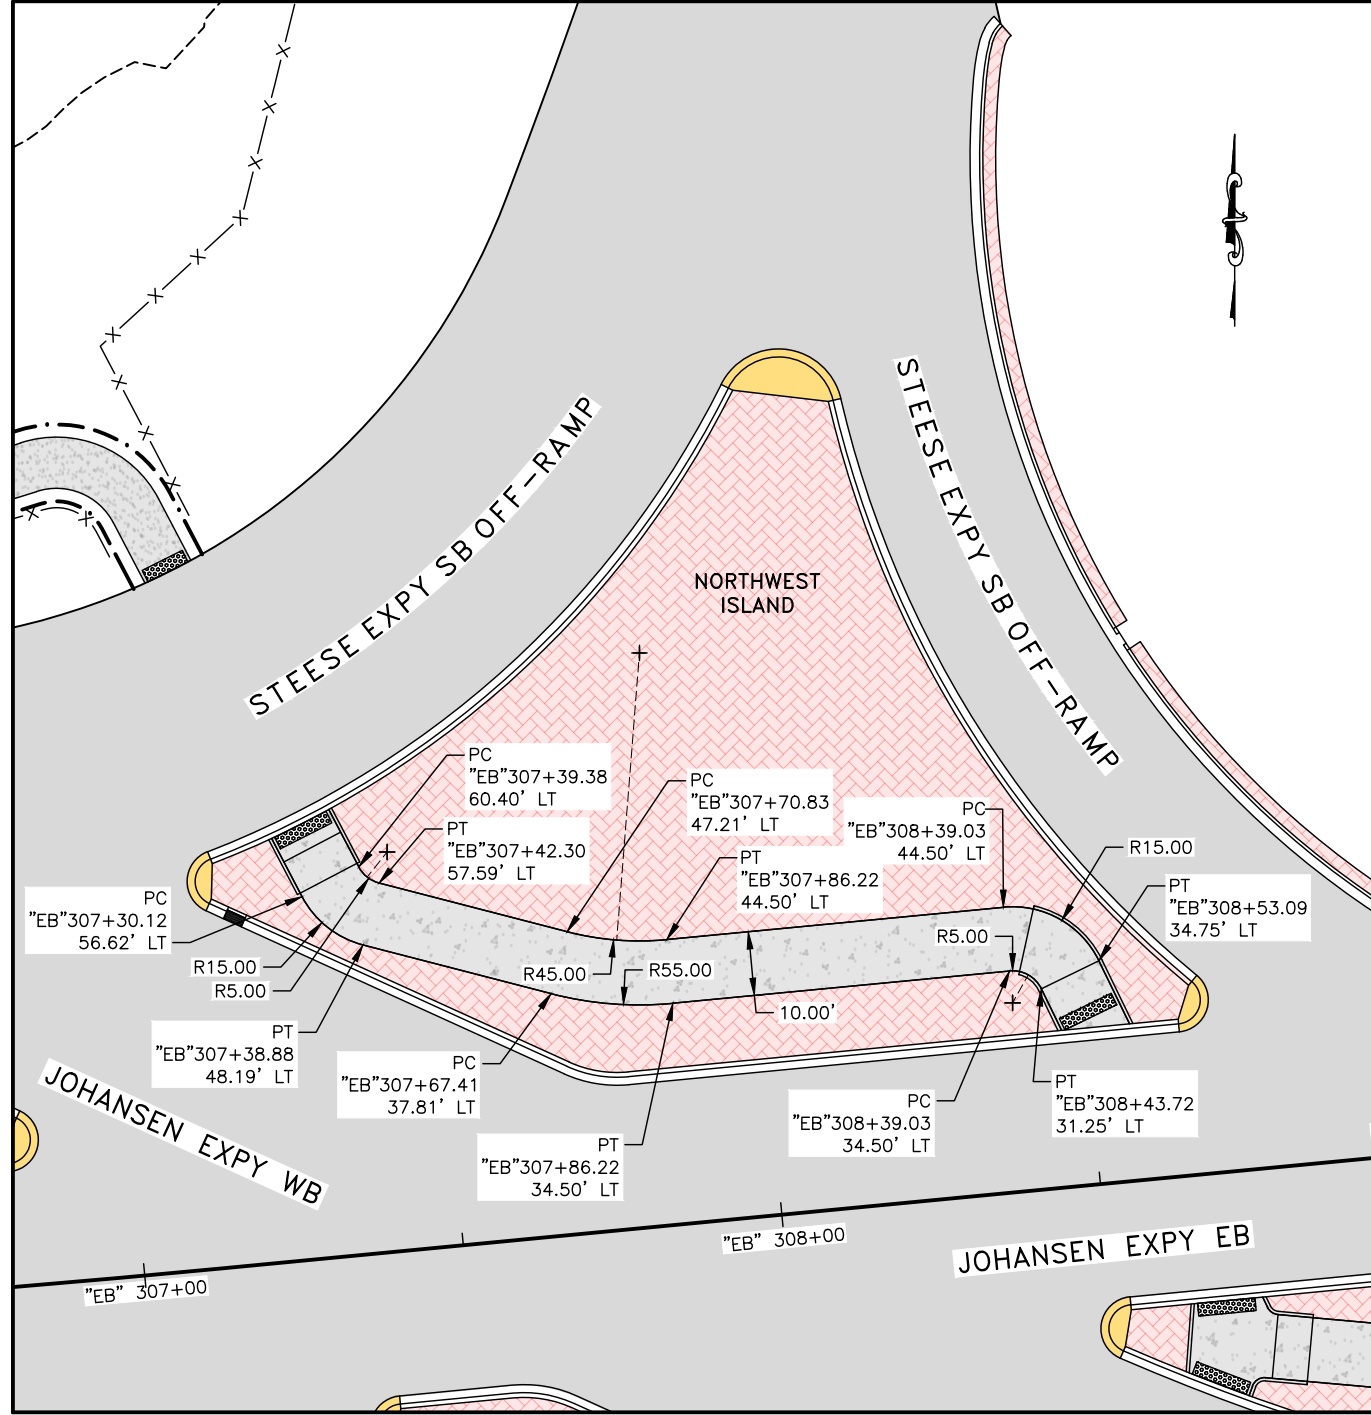 STEESE EXPY SB OFF-RAMP
STEESE EXPY SB OFF-RAMP
NORTHWEST
ISLAND
PC
"EB"307+39.38
60.40' LT
PT
"EB"307+42.30
57.59' LT
PC
"EB"307+70.83
47.21' LT
PT
"EB"307+86.22
44.50' LT
PC
"EB"308+39.03
44.50' LT
R15.00
PT
"EB"308+53.09
34.75' LT
PC
"EB"307+30.12
56.62' LT
R15.00
R5.00
R45.00
R55.00
R5.00
10.00'
PT
"EB"307+38.88
48.19' LT
PC
"EB"307+67.41
37.81' LT
PT
"EB"307+86.22
34.50' LT
PC
"EB"308+39.03
34.50' LT
PT
"EB"308+43.72
31.25' LT
JOHANSEN EXPY WB
"EB" 307+00
"EB" 308+00
JOHANSEN EXPY EB